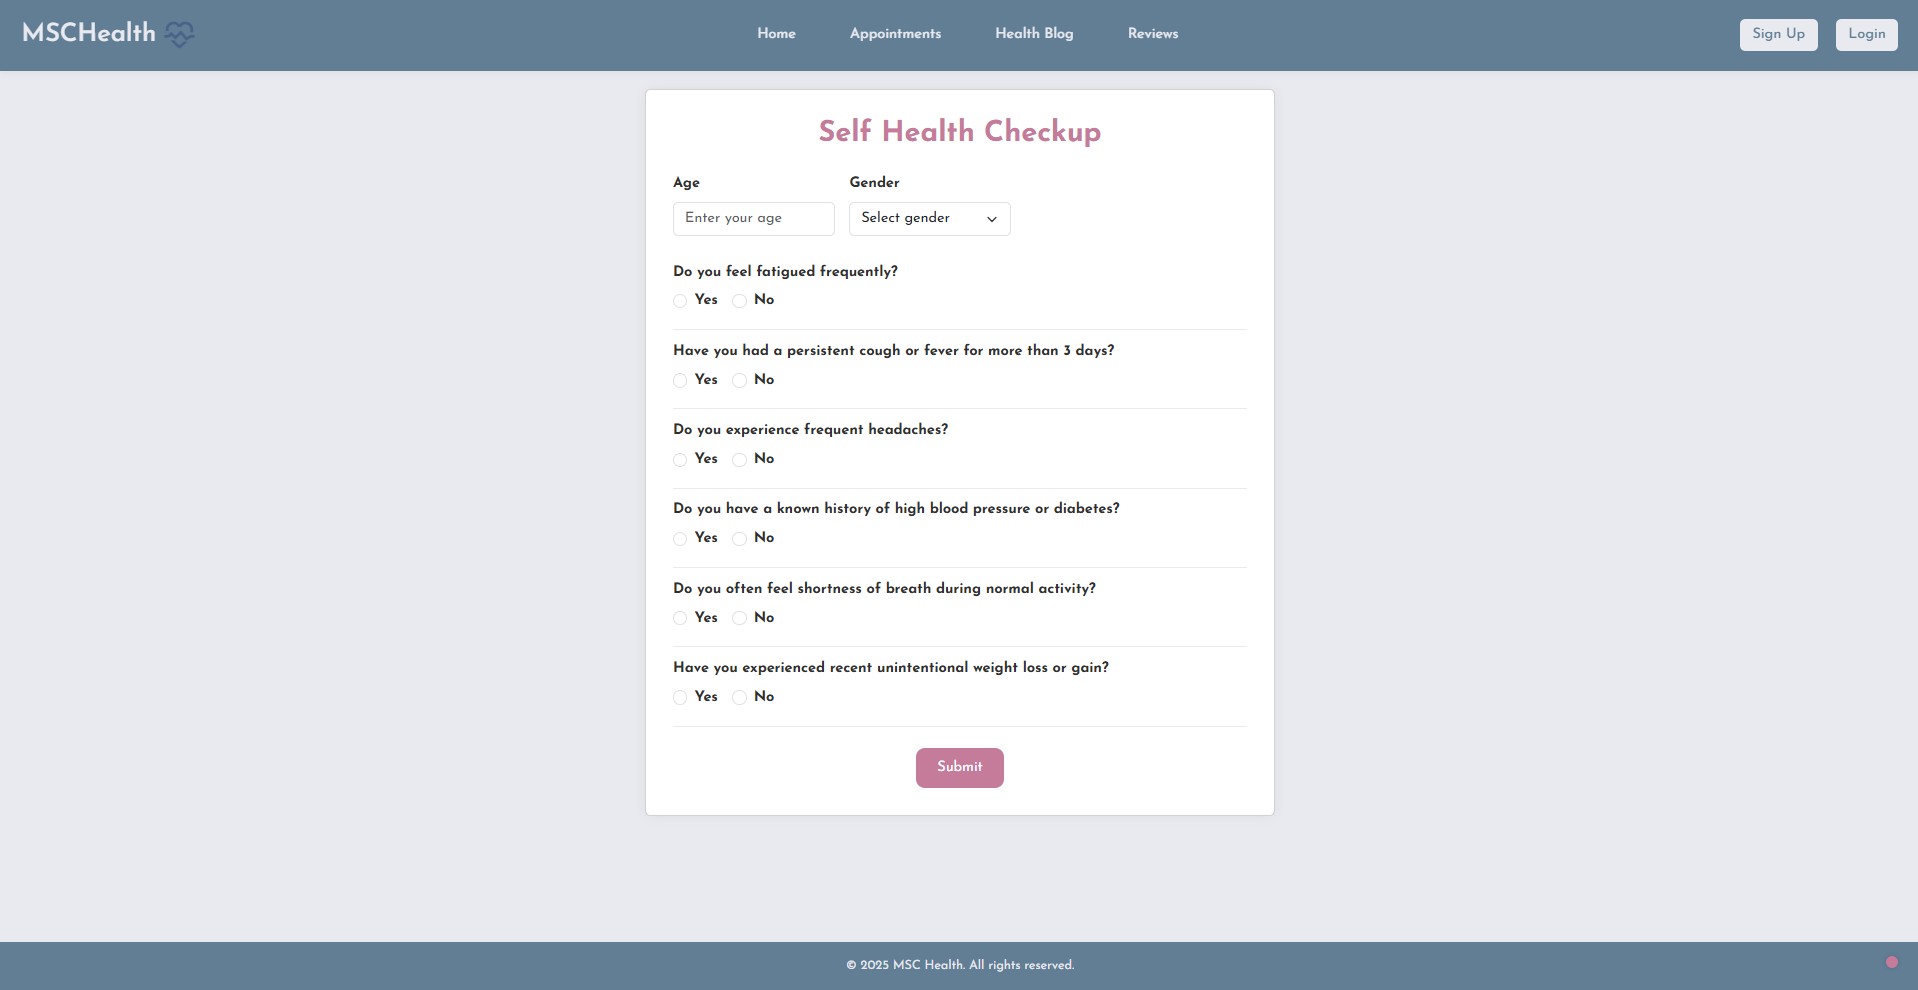 MSCHealth
Home Appointments Health Blog Reviews
Sign Up Login
Self Health Checkup
Age Gender
Enter your age Select gender
Do you feel fatigued frequently?
Yes No
Have you had a persistent cough or fever for more than 3 days?
Yes No
Do you experience frequent headaches?
Yes No
Do you have a known history of high blood pressure or diabetes?
Yes No
Do you often feel shortness of breath during normal activity?
Yes No
Have you experienced recent unintentional weight loss or gain?
Yes No
Submit
© 2025 MSC Health. All rights reserved.